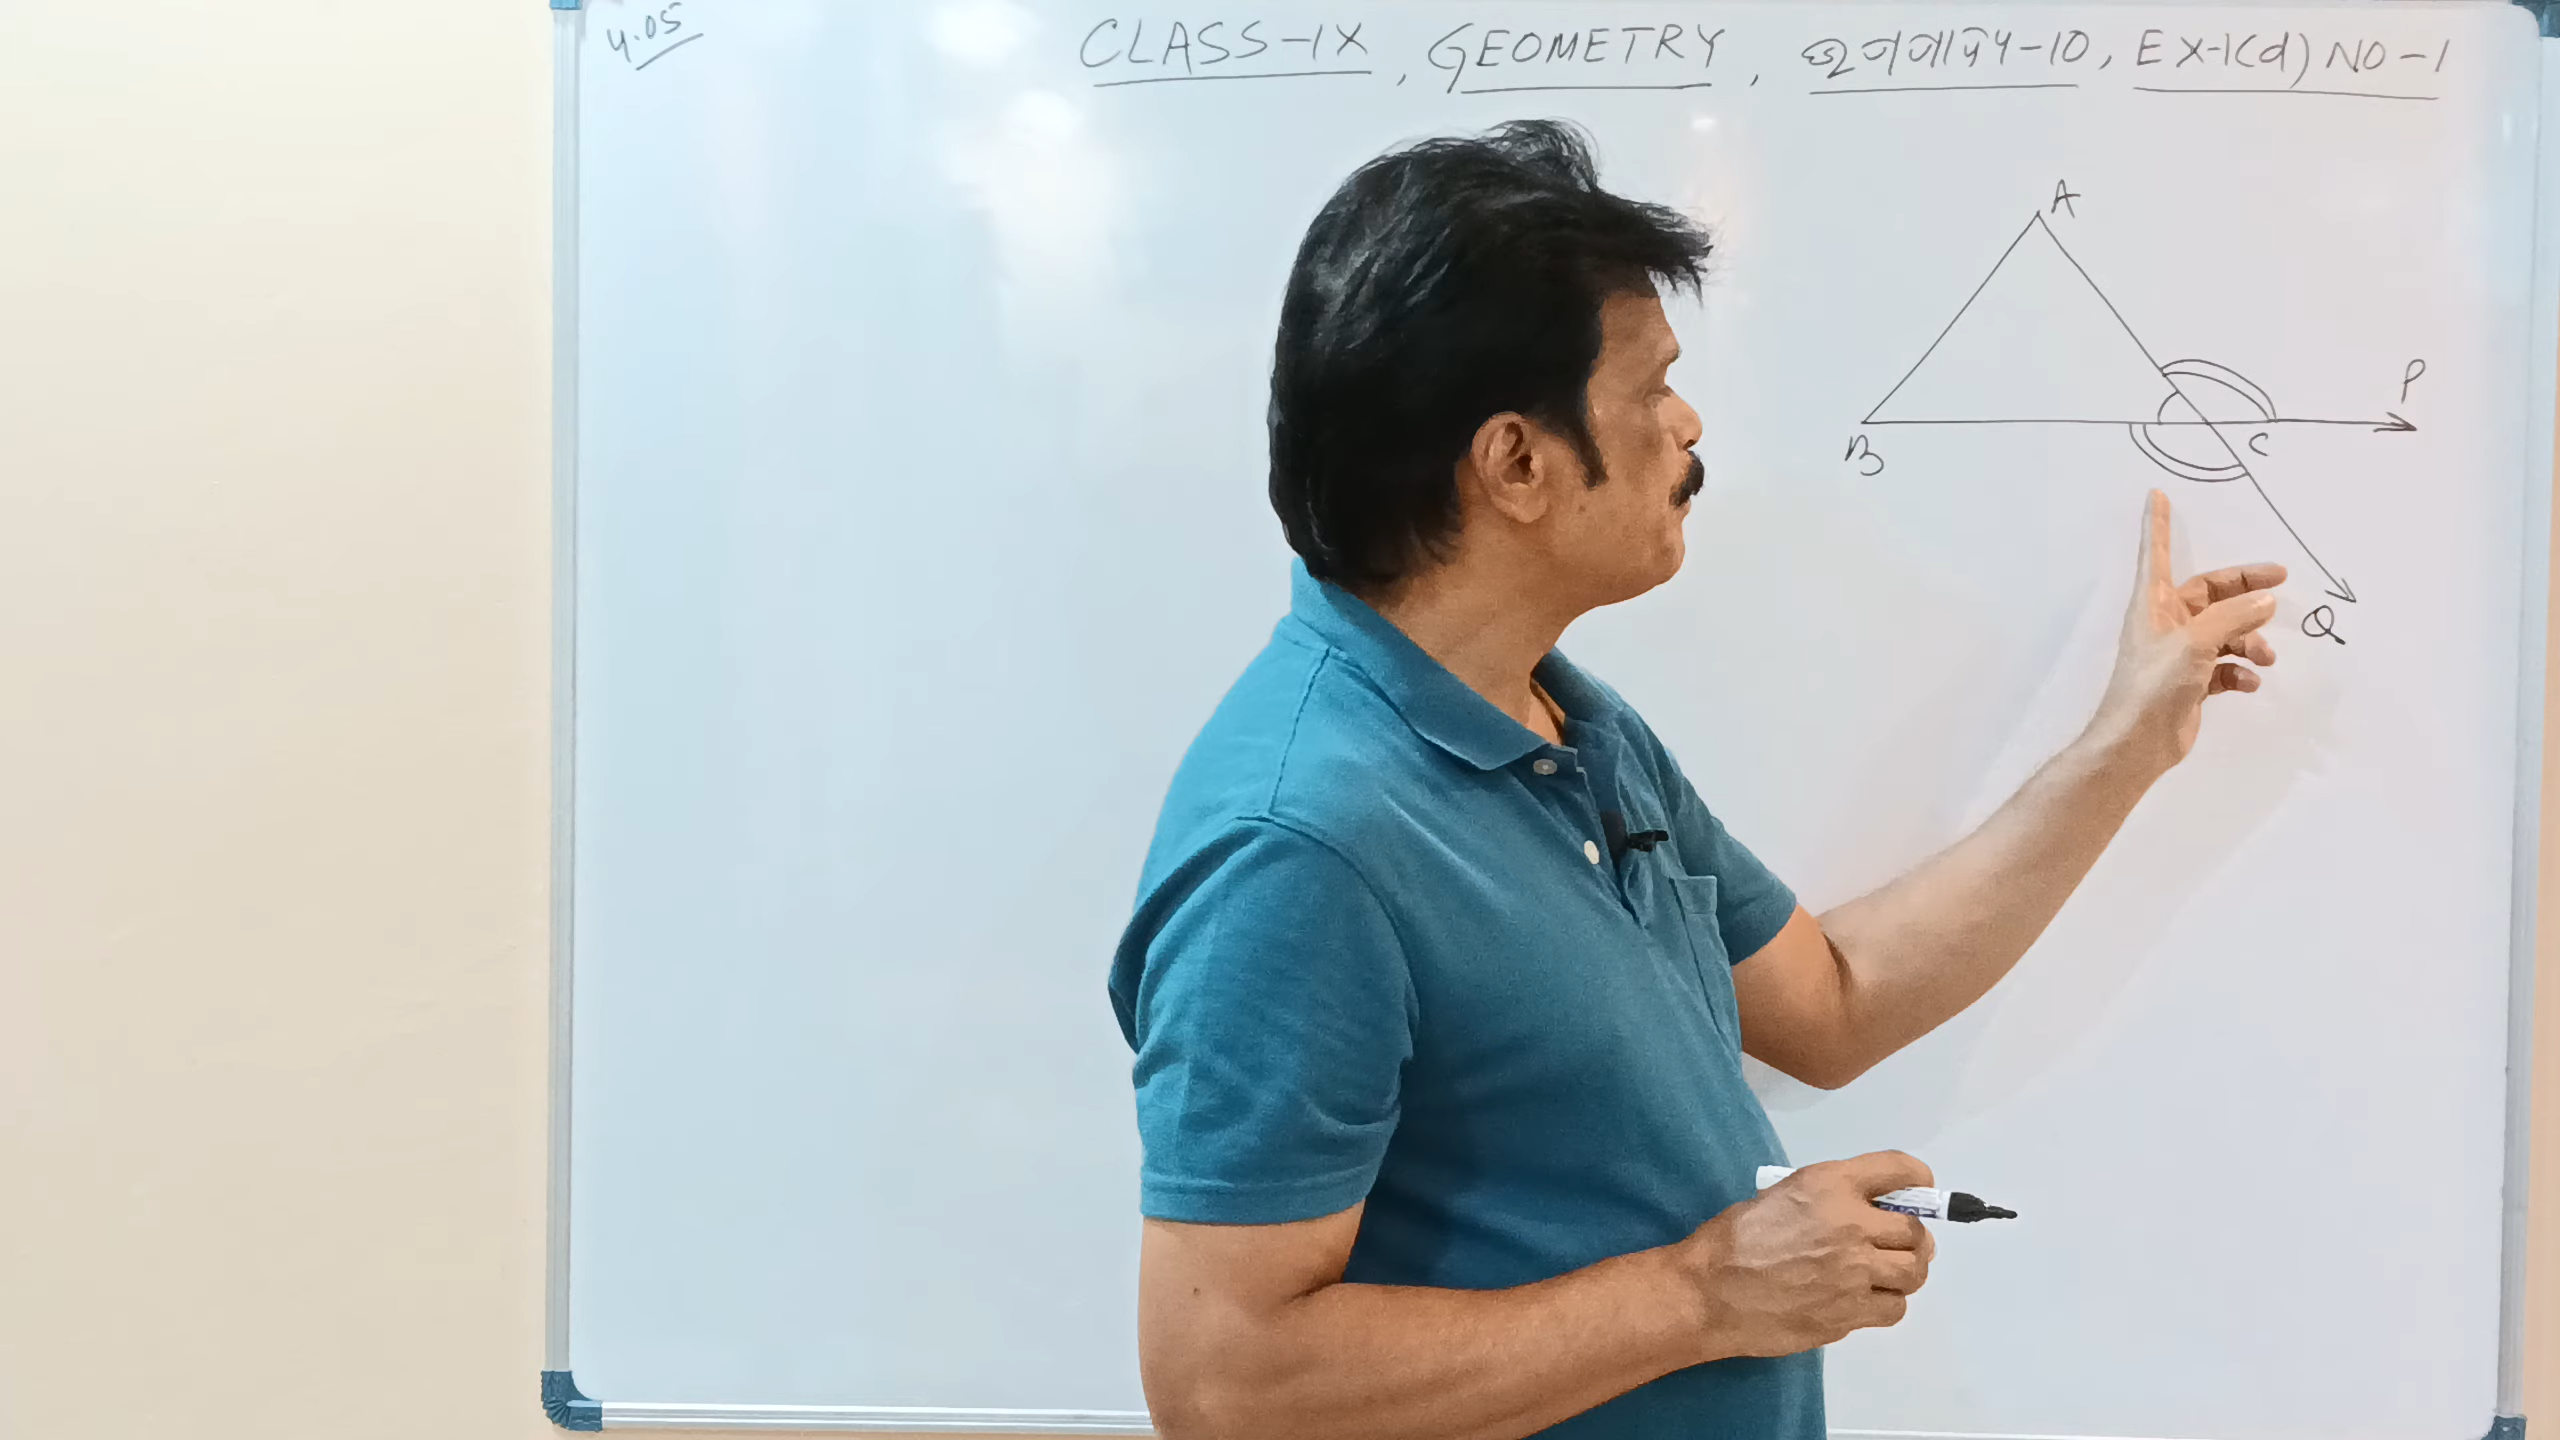 4.05
CLASS-IX, GEOMETRY, ଉପପାଦ୍ୟ-10, EX-1(d) NO-1
A
P
B
C
Q